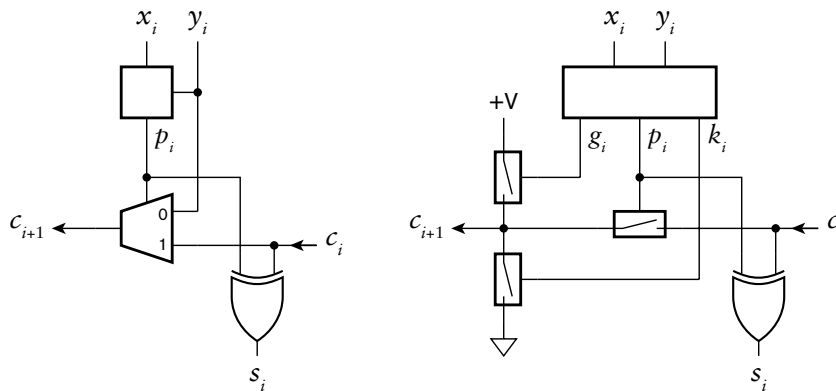 x_i y_i
p_i
0
1
c_{i+1}
c_i
s_i
x_i y_i
+V
g_i p_i k_i
c_{i+1}
c
s_i